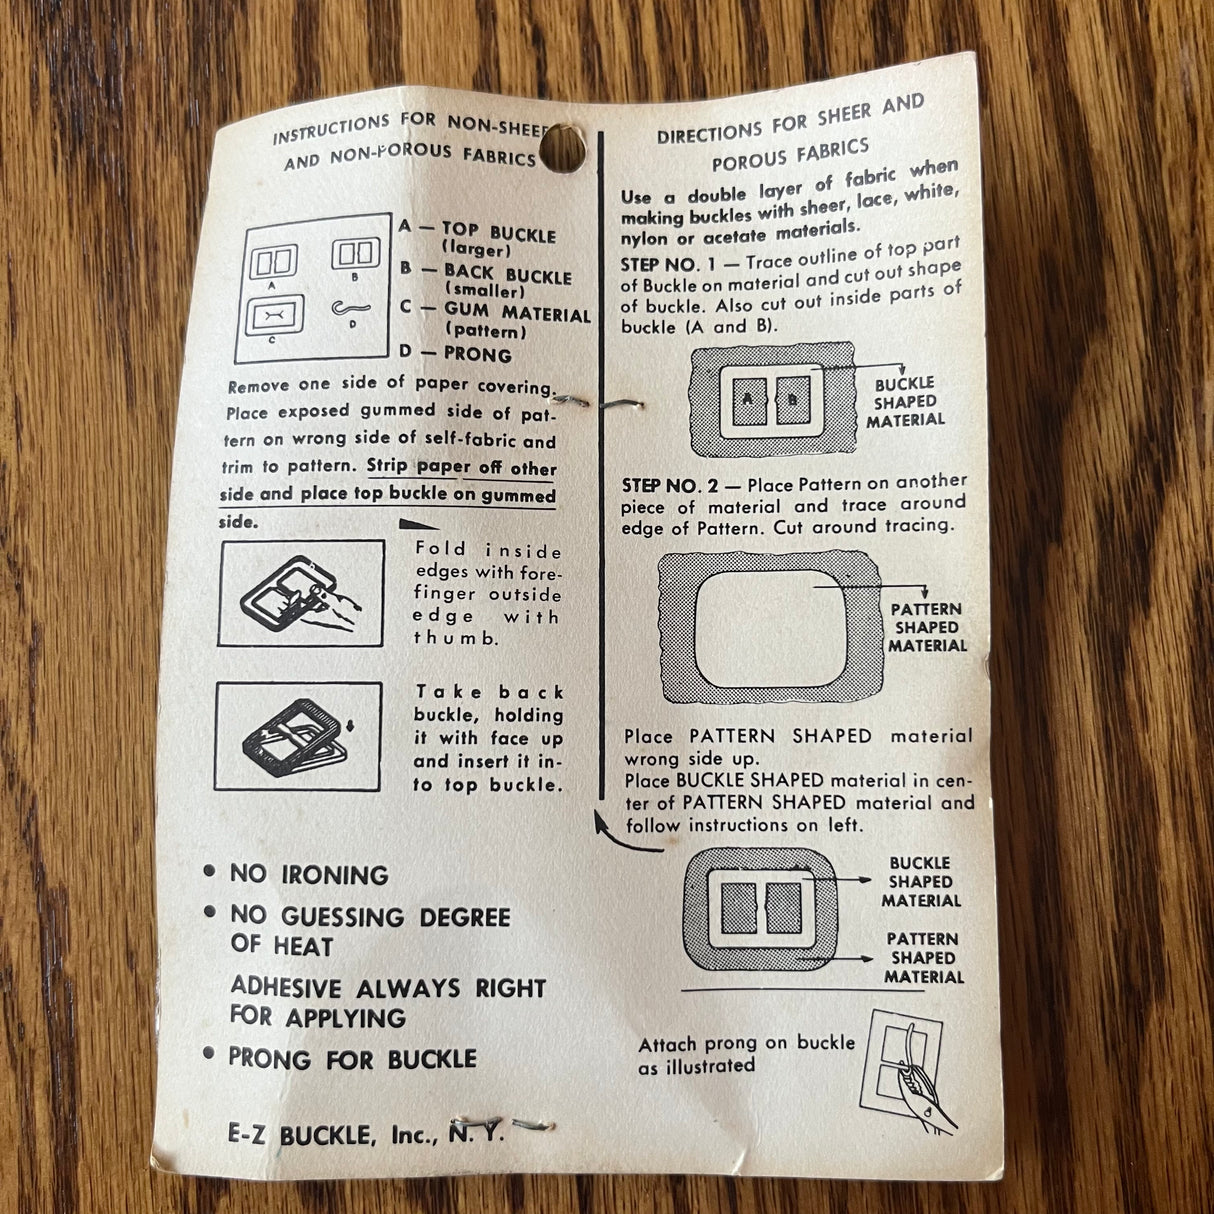 INSTRUCTIONS FOR NON-SHEER
AND NON-POROUS FABRICS
A
B
C
D
A — TOP BUCKLE
(larger)
B — BACK BUCKLE
(smaller)
C — GUM MATERIAL
(pattern)
D — PRONG
Remove one side of paper covering.
Place exposed gummed side of pat-
tern on wrong side of self-fabric and
trim to pattern. Strip paper off other
side and place top buckle on gummed
side.
Fold inside
edges with fore-
finger outside
edge with
thumb.
Take back
buckle, holding
it with face up
and insert it in-
to top buckle.
• NO IRONING
• NO GUESSING DEGREE
OF HEAT
ADHESIVE ALWAYS RIGHT
FOR APPLYING
• PRONG FOR BUCKLE
E-Z BUCKLE, Inc., N. Y.
DIRECTIONS FOR SHEER AND
POROUS FABRICS
Use a double layer of fabric when
making buckles with sheer, lace, white,
nylon or acetate materials.
STEP NO. 1 — Trace outline of top part
of Buckle on material and cut out shape
of buckle. Also cut out inside parts of
buckle (A and B).
A B
BUCKLE
SHAPED
MATERIAL
STEP NO. 2 — Place Pattern on another
piece of material and trace around
edge of Pattern. Cut around tracing.
PATTERN
SHAPED
MATERIAL
Place PATTERN SHAPED material
wrong side up.
Place BUCKLE SHAPED material in cen-
ter of PATTERN SHAPED material and
follow instructions on left.
BUCKLE
SHAPED
MATERIAL
PATTERN
SHAPED
MATERIAL
Attach prong on buckle
as illustrated